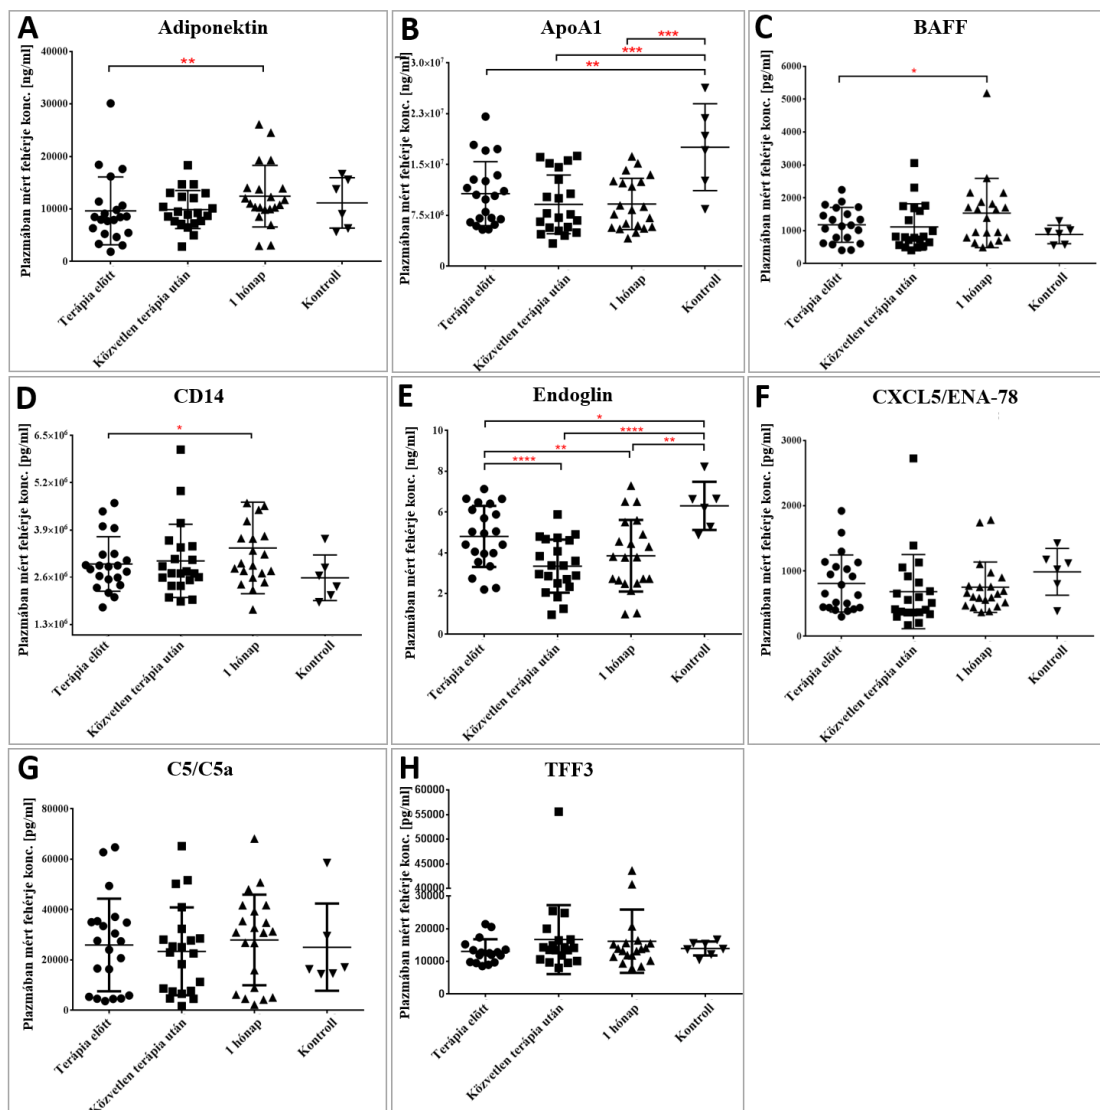 A
Adiponektin
Plazmában mért fehérje konc. [ng/ml]
40000
30000
20000
10000
0
**
Terápia előtt
Közvetlen terápia után
1 hónap
Kontroll
B
ApoA1
Plazmában mért fehérje konc. [ng/ml]
3.0×10⁷
2.3×10⁷
1.5×10⁷
7.5×10⁶
0
***
***
**
Terápia előtt
Közvetlen terápia után
1 hónap
Kontroll
C
BAFF
Plazmában mért fehérje konc. [pg/ml]
6000
5000
4000
3000
2000
1000
0
*
Terápia előtt
Közvetlen terápia után
1 hónap
Kontroll
D
CD14
Plazmában mért fehérje konc. [pg/ml]
6.5×10⁶
5.2×10⁶
3.9×10⁶
2.6×10⁶
1.3×10⁶
*
Terápia előtt
Közvetlen terápia után
1 hónap
Kontroll
E
Endoglin
Plazmában mért fehérje konc. [ng/ml]
10
8
6
4
2
0
*
****
**
**
****
Terápia előtt
Közvetlen terápia után
1 hónap
Kontroll
F
CXCL5/ENA-78
Plazmában mért fehérje konc. [pg/ml]
3000
2000
1000
0
Terápia előtt
Közvetlen terápia után
1 hónap
Kontroll
G
C5/C5a
Plazmában mért fehérje konc. [pg/ml]
80000
60000
40000
20000
0
Terápia előtt
Közvetlen terápia után
1 hónap
Kontroll
H
TFF3
Plazmában mért fehérje konc. [pg/ml]
60000
55000
50000
45000
40000
30000
20000
10000
0
Terápia előtt
Közvetlen terápia után
1 hónap
Kontroll